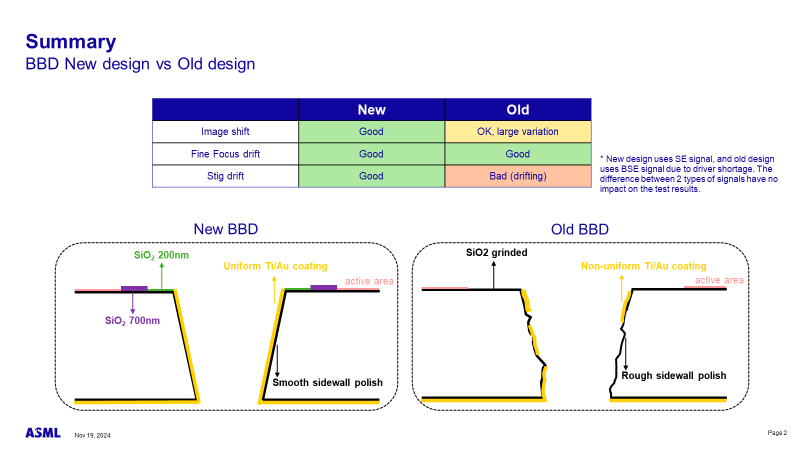 Summary
BBD New design vs Old design
New Old
Image shift Good OK, large variation
Fine Focus drift Good Good
Stig drift Good Bad (drifting)
* New design uses SE signal, and old design
uses BSE signal due to driver shortage. The
difference between 2 types of signals have no
impact on the test results.
New BBD
SiO₂ 200nm
Uniform Ti/Au coating
active area
SiO₂ 700nm
Smooth sidewall polish
Old BBD
SiO2 grinded
Non-uniform Ti/Au coating
active area
Rough sidewall polish
ASML
Nov 19, 2024
Page 2